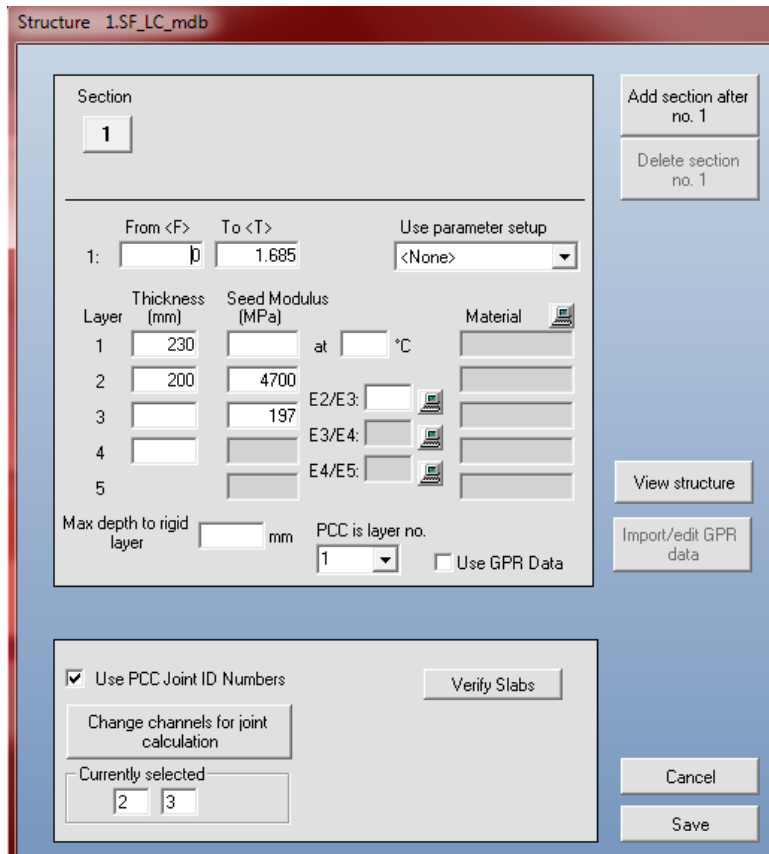 Structure 1.SF_LC_mdb
Section
1
Add section after
no. 1
Delete section
no. 1
From <F> To <T> Use parameter setup
1: 0 1.685 <None>
Thickness Seed Modulus
Layer (mm) (MPa) Material
1 230 at °C
2 200 4700
E2/E3:
3 197
E3/E4:
4
E4/E5:
5
View structure
Max depth to rigid
layer mm
PCC is layer no.
1 Use GPR Data
Import/edit GPR
data
Use PCC Joint ID Numbers Verify Slabs
Change channels for joint
calculation
Currently selected
2 3
Cancel
Save